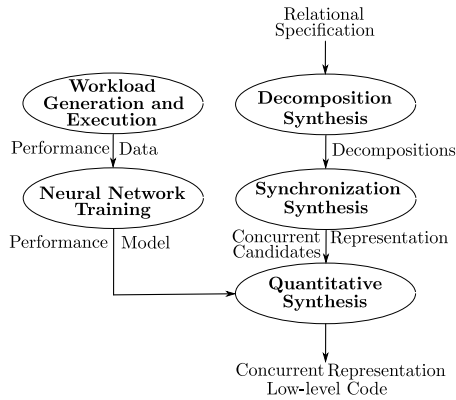 Relational
Specification
Workload
Generation and
Execution
Decomposition
Synthesis
Performance Data
Decompositions
Neural Network
Training
Synchronization
Synthesis
Performance Model
Concurrent Representation
Candidates
Quantitative
Synthesis
Concurrent Representation
Low-level Code